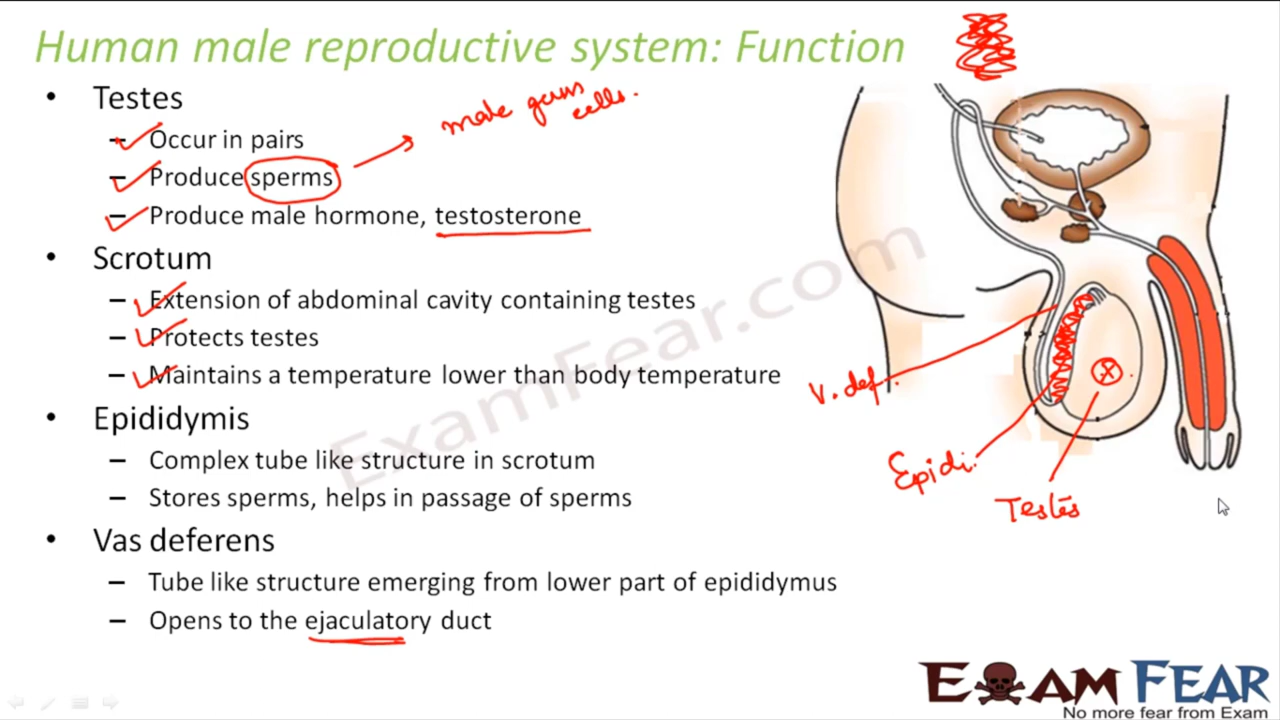 Human male reproductive system: Function
• Testes
– Occur in pairs
– Produce sperms
– Produce male hormone, testosterone
male germ cells.
• Scrotum
– Extension of abdominal cavity containing testes
– Protects testes
– Maintains a temperature lower than body temperature
• Epididymis
– Complex tube like structure in scrotum
– Stores sperms, helps in passage of sperms
• Vas deferens
– Tube like structure emerging from lower part of epididymus
– Opens to the ejaculatory duct
V. def.
Epidi.
Testes
ExamFear.com
EXAM FEAR
No more fear from Exam